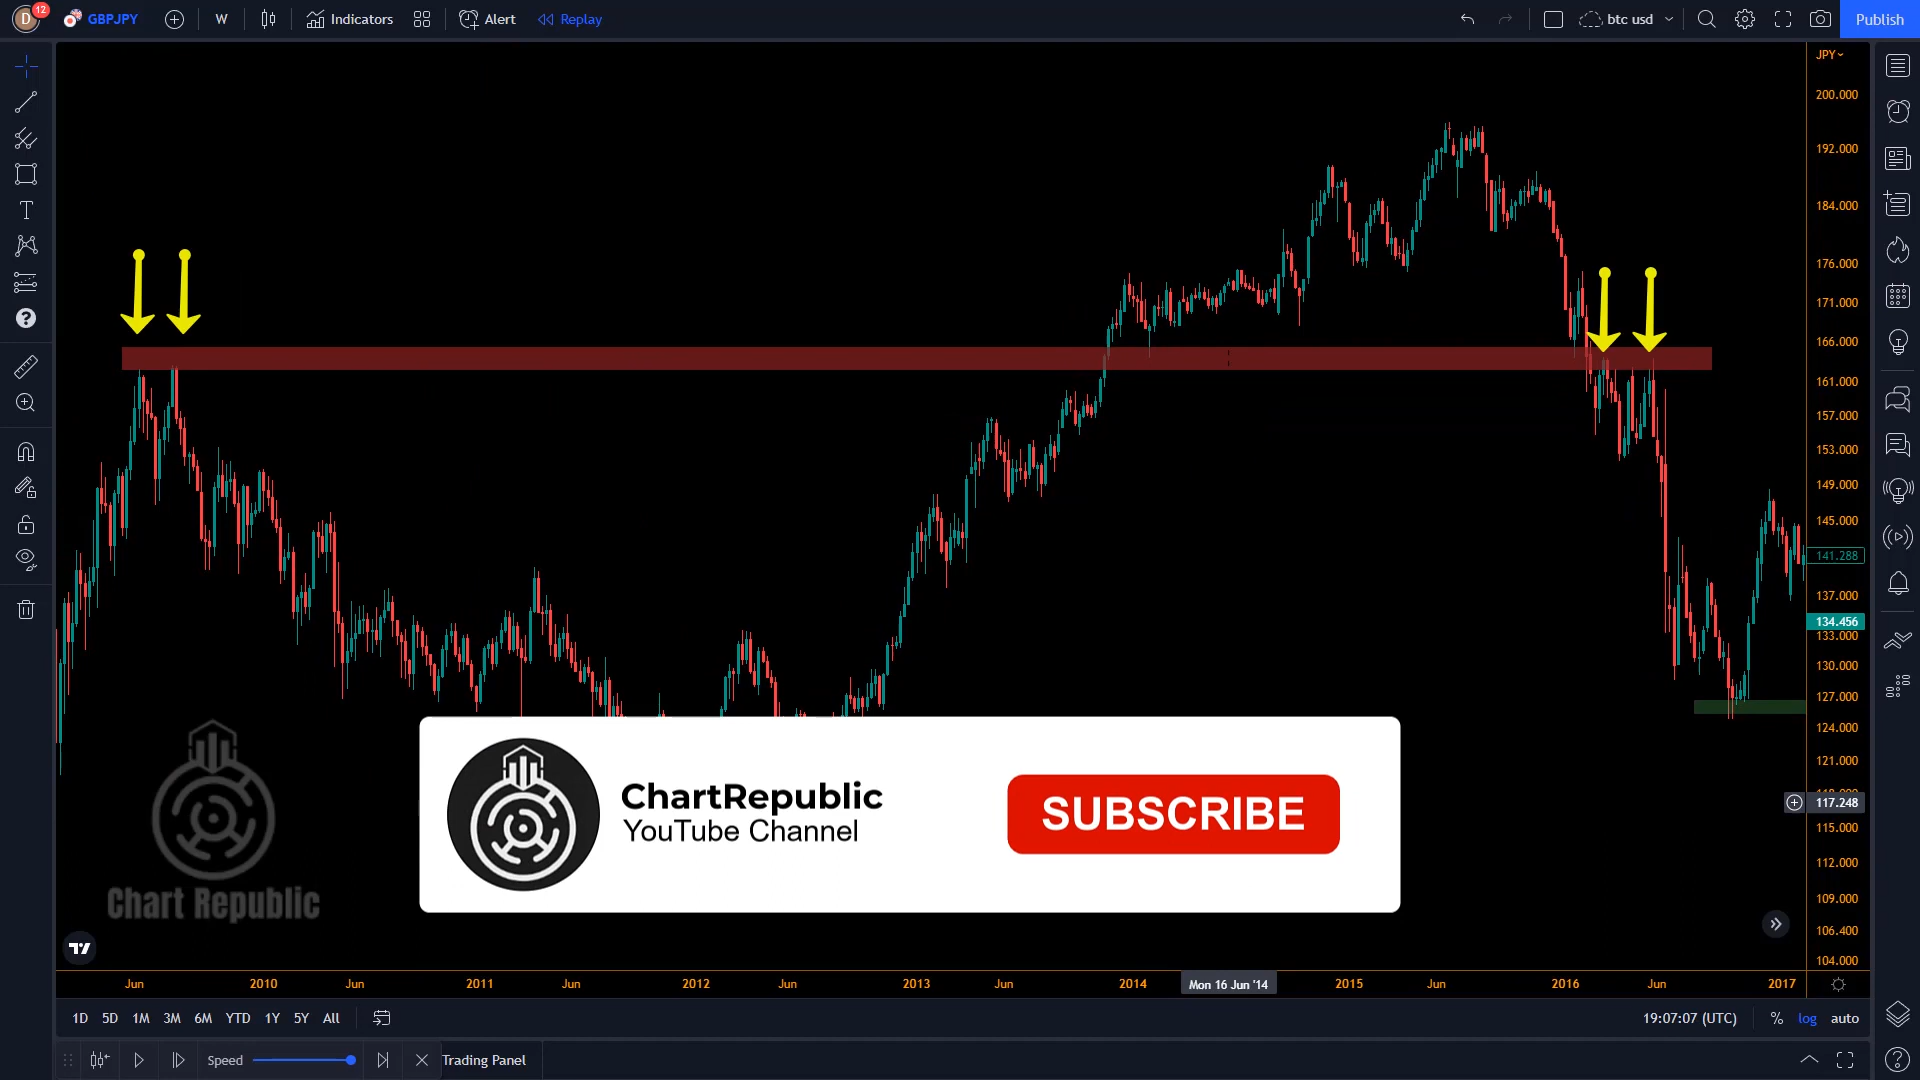 D 12 GBPJPY W Indicators Alert Replay btc usd Publish
JPY
200.000
192.000
184.000
176.000
171.000
166.000
161.000
157.000
153.000
149.000
145.000
141.288
137.000
134.456
133.000
130.000
127.000
124.000
121.000
117.248
115.000
112.000
109.000
106.400
104.000
ChartRepublic
YouTube Channel
SUBSCRIBE
Chart Republic
Jun 2010 Jun 2011 Jun 2012 Jun 2013 Jun 2014 Mon 16 Jun '14 2015 Jun 2016 Jun 2017
1D 5D 1M 3M 6M YTD 1Y 5Y All 19:07:07 (UTC) % log auto
Speed Trading Panel